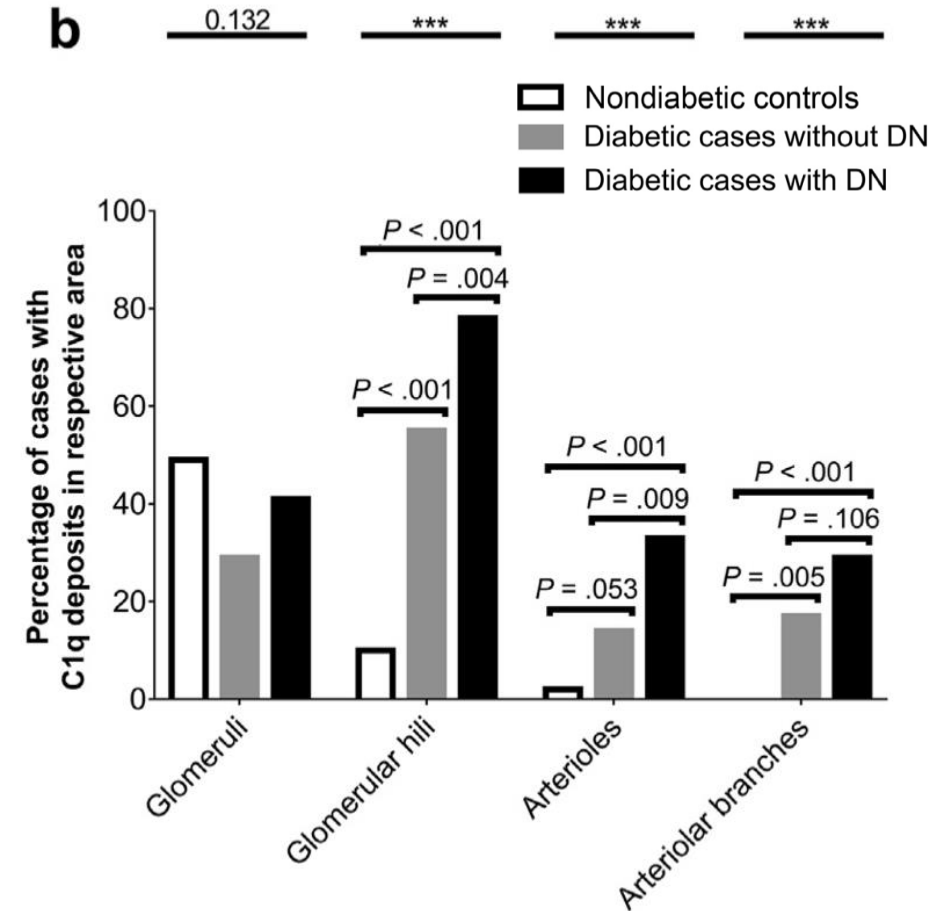 b
0.132
***
***
***
Nondiabetic controls
Diabetic cases without DN
Diabetic cases with DN
Percentage of cases with
C1q deposits in respective area
100
80
60
40
20
0
P < .001
P = .004
P < .001
P < .001
P = .009
P = .053
P < .001
P = .106
P = .005
Glomeruli
Glomerular hili
Arterioles
Arteriolar branches